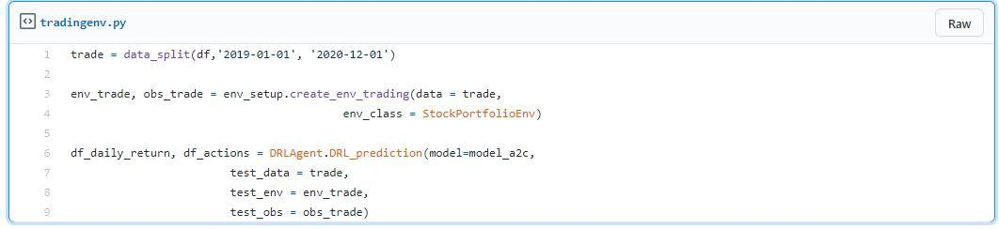 tradingenv.py
Raw
1 trade = data_split(df,'2019-01-01', '2020-12-01')
2
3 env_trade, obs_trade = env_setup.create_env_trading(data = trade,
4 env_class = StockPortfolioEnv)
5
6 df_daily_return, df_actions = DRLAgent.DRL_prediction(model=model_a2c,
7 test_data = trade,
8 test_env = env_trade,
9 test_obs = obs_trade)